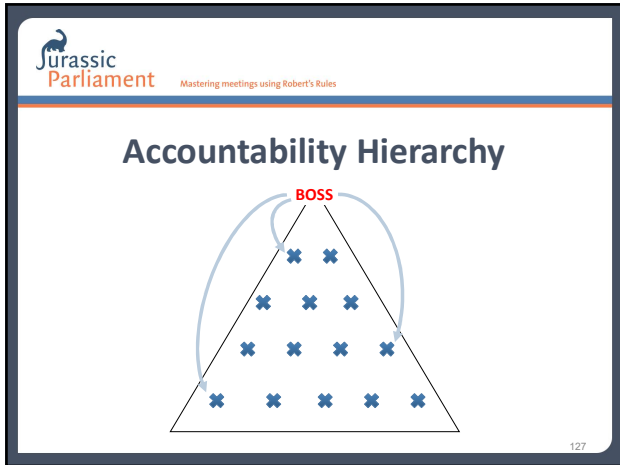 Jurassic
Parliament
Mastering meetings using Robert's Rules
Accountability Hierarchy
BOSS
127